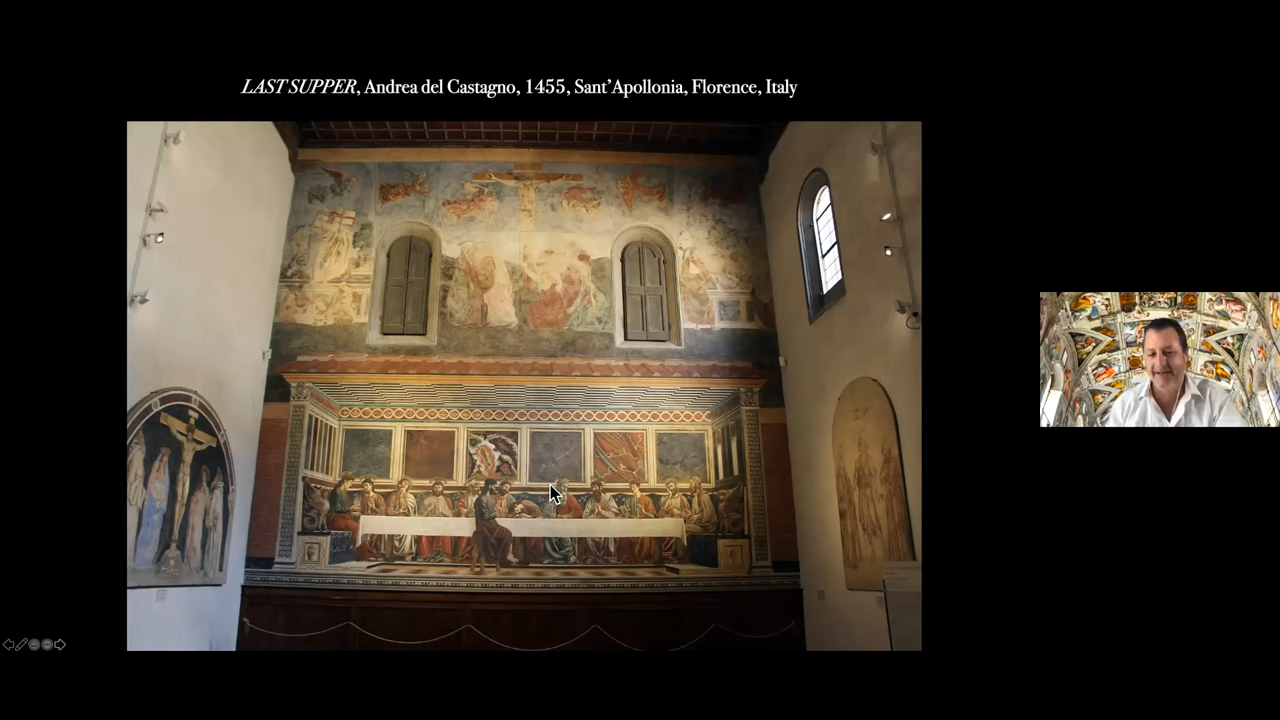 LAST SUPPER, Andrea del Castagno, 1455, Sant’Apollonia, Florence, Italy